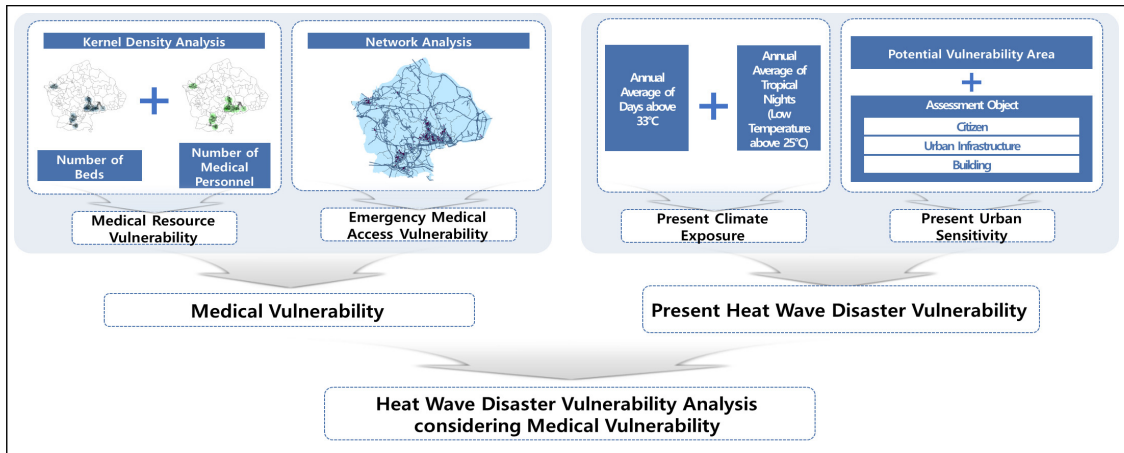 Kernel Density Analysis
Number of
Beds
Number of
Medical
Personnel
Network Analysis
Medical Resource
Vulnerability
Emergency Medical
Access Vulnerability
Annual
Average of
Days above
33℃
Annual
Average of
Tropical
Nights
(Low
Temperature
above 25℃)
Potential Vulnerability Area
Assessment Object
Citizen
Urban Infrastructure
Building
Present Climate
Exposure
Present Urban
Sensitivity
Medical Vulnerability
Present Heat Wave Disaster Vulnerability
Heat Wave Disaster Vulnerability Analysis
considering Medical Vulnerability